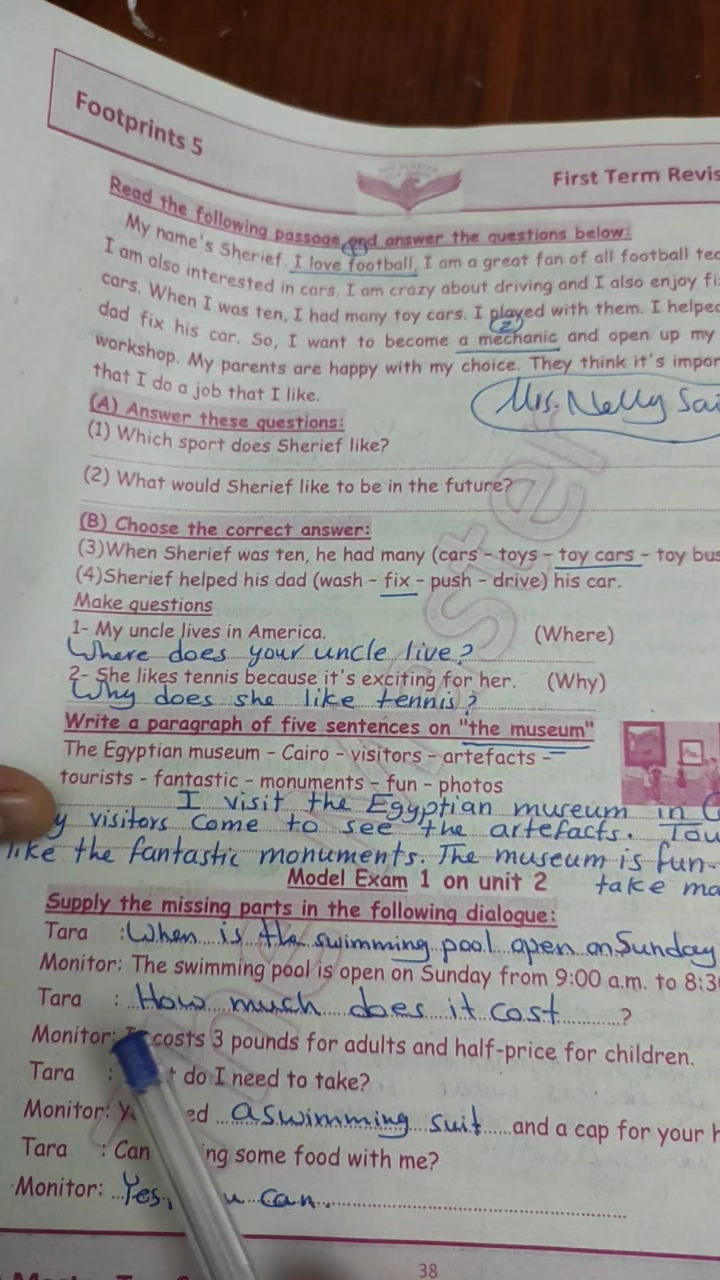 Footprints 5
First Term Revis
Read the following passage and answer the questions below:
(1)
My name's Sherief. I love football, I am a great fan of all football tea
I am also interested in cars. I am crazy about driving and I also enjoy fi
cars. When I was ten, I had many toy cars. I played with them. I helped
(2)
dad fix his car. So, I want to become a mechanic and open up my
workshop. My parents are happy with my choice. They think it's impor
that I do a job that I like.
Mrs. Nelly Sai
(A) Answer these questions:
(1) Which sport does Sherief like?
(2) What would Sherief like to be in the future?
(B) Choose the correct answer:
(3)When Sherief was ten, he had many (cars - toys - toy cars - toy bus
(4)Sherief helped his dad (wash - fix - push - drive) his car.
Make questions
1- My uncle lives in America. (Where)
Where does your uncle live?
2- She likes tennis because it's exciting for her. (Why)
Why does she like tennis?
Write a paragraph of five sentences on "the museum"
The Egyptian museum - Cairo - visitors - artefacts -
tourists - fantastic - monuments - fun - photos
I visit the Egyptian museum in C
y visitors come to see the artefacts. Tou
like the fantastic monuments. The museum is fun.
take ma
Model Exam 1 on unit 2
Supply the missing parts in the following dialogue:
Tara : When is the swimming pool open on Sunday
Monitor: The swimming pool is open on Sunday from 9:00 a.m. to 8:30
Tara : How much does it cost ?
Monitor: costs 3 pounds for adults and half-price for children.
Tara : t do I need to take?
Monitor: Y ed a swimming suit and a cap for your h
Tara : Can ing some food with me?
Monitor: Yes, u can.
38